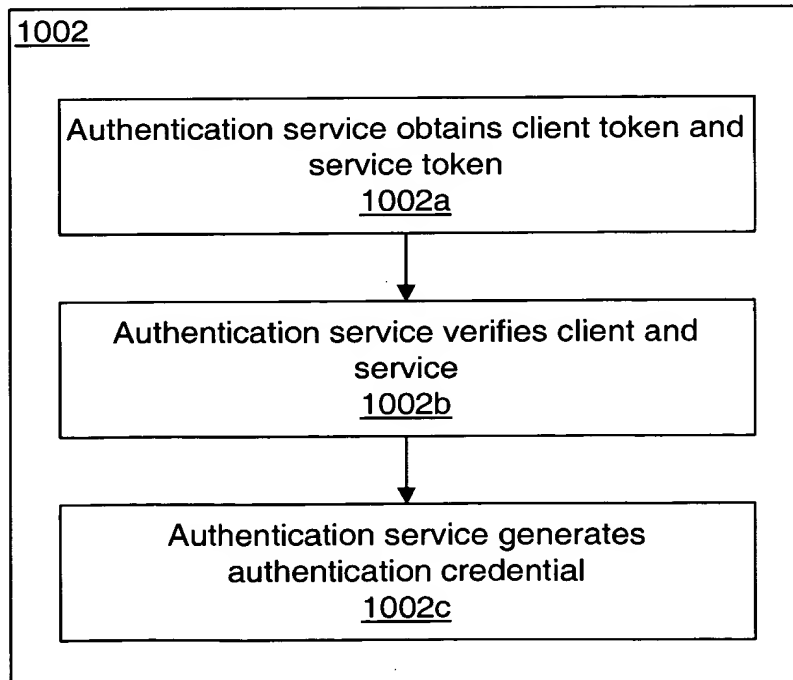 1002
Authentication service obtains client token and
service token
1002a
Authentication service verifies client and
service
1002b
Authentication service generates
authentication credential
1002c